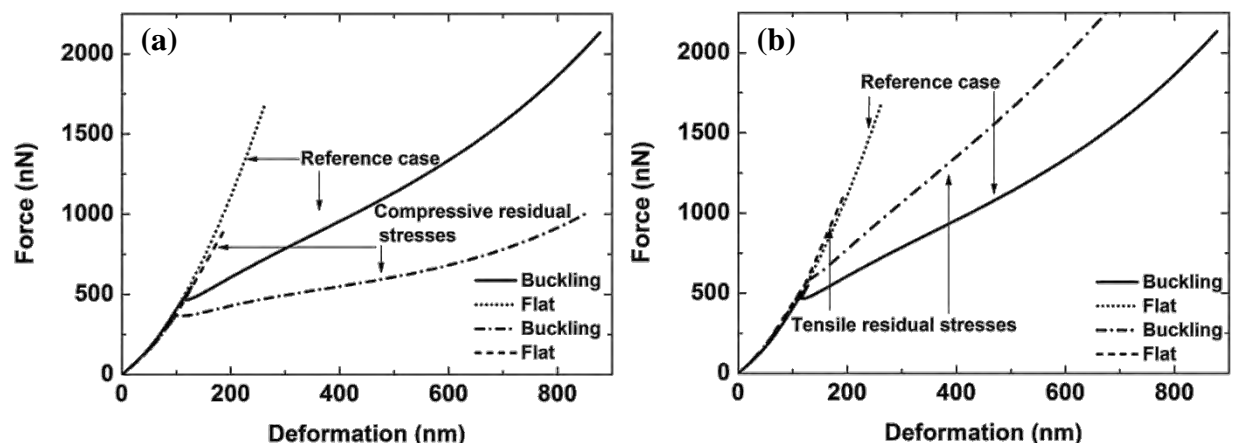 (a)
2000
1500
1000
500
0
Force (nN)
Reference case
Compressive residual
stresses
Buckling
Flat
Buckling
Flat
0 200 400 600 800
Deformation (nm)
(b)
2000
1500
1000
500
0
Force (nN)
Reference case
Tensile residual stresses
Buckling
Flat
Buckling
Flat
0 200 400 600 800
Deformation (nm)